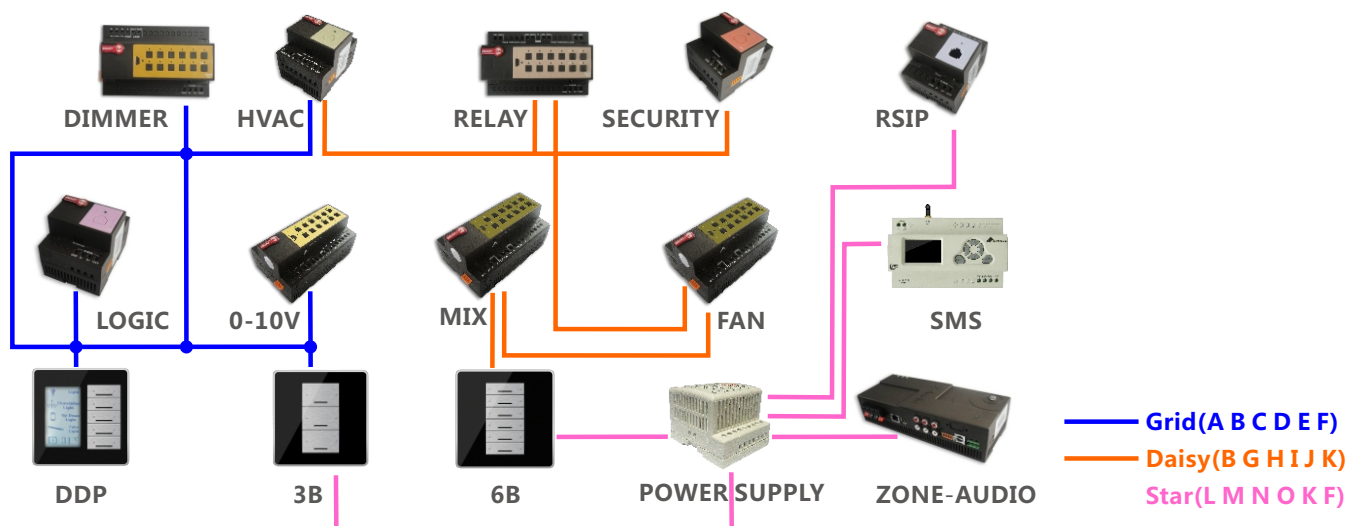 DIMMER
HVAC
RELAY
SECURITY
RSIP
LOGIC
0-10V
MIX
FAN
SMS
DDP
3B
6B
POWER SUPPLY
ZONE-AUDIO
Grid(A B C D E F)
Daisy(B G H I J K)
Star(L M N O K F)